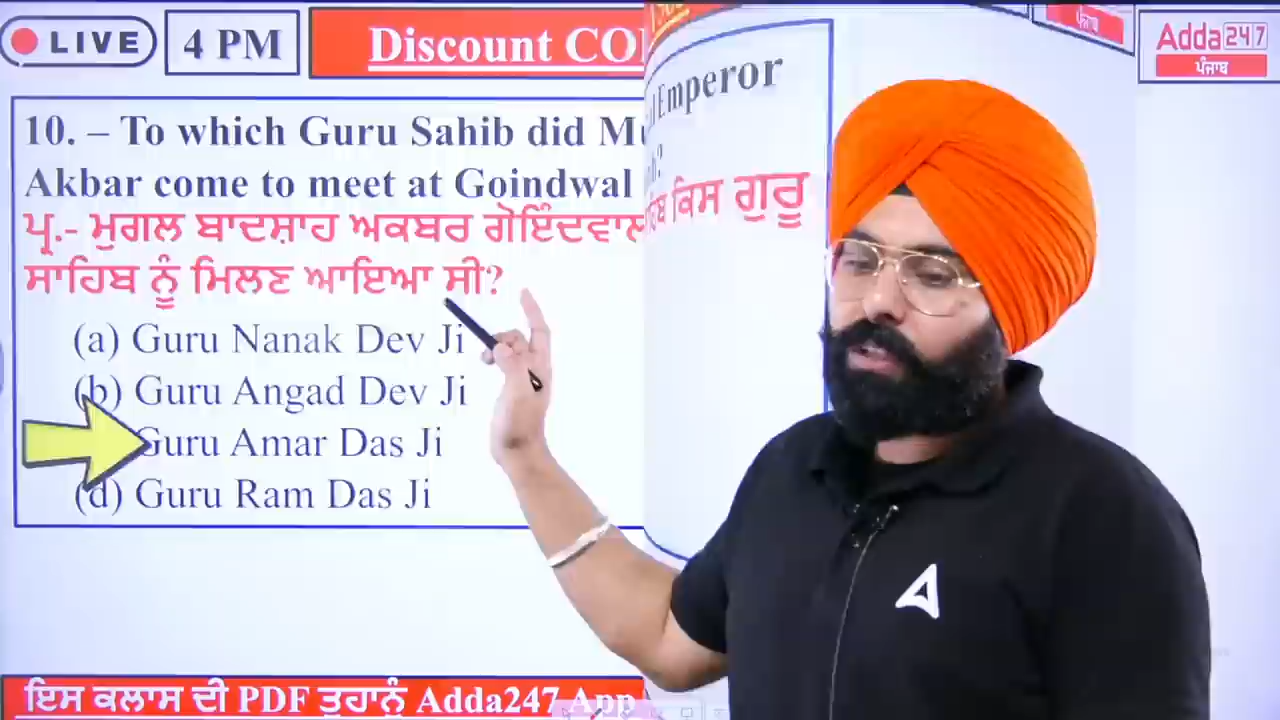 LIVE
4 PM
Discount
Adda247
ਪੰਜਾਬ
10. – To which Guru Sahib did
Emperor
Akbar come to meet at Goindwal
ਪ੍ਰ.- ਮੁਗਲ ਬਾਦਸ਼ਾਹ ਅਕਬਰ
ਕਿਸ ਗੁਰੂ
ਸਾਹਿਬ ਨੂੰ ਮਿਲਣ ਆਇਆ ਸੀ?
(a) Guru Nanak Dev Ji
(b) Guru Angad Dev Ji
Guru Amar Das Ji
(d) Guru Ram Das Ji
ਇਸ ਕਲਾਸ ਦੀ PDF ਤੁਹਾਨੂੰ Adda247 App